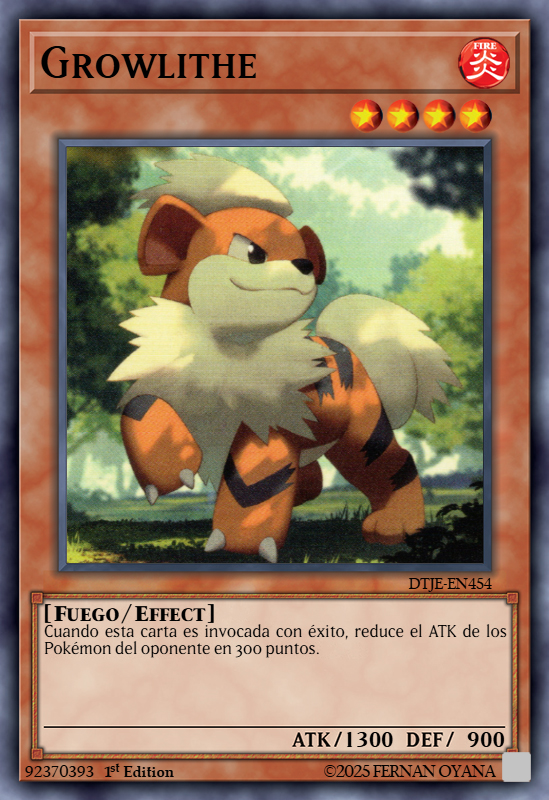 GROWLITHE
FIRE
炎
DTJE-EN454
[FUEGO/EFFECT]
Cuando esta carta es invocada con éxito, reduce el ATK de los
Pokémon del oponente en 300 puntos.
ATK/1300 DEF/ 900
92370393 1st Edition ©2025 FERNAN OYANA